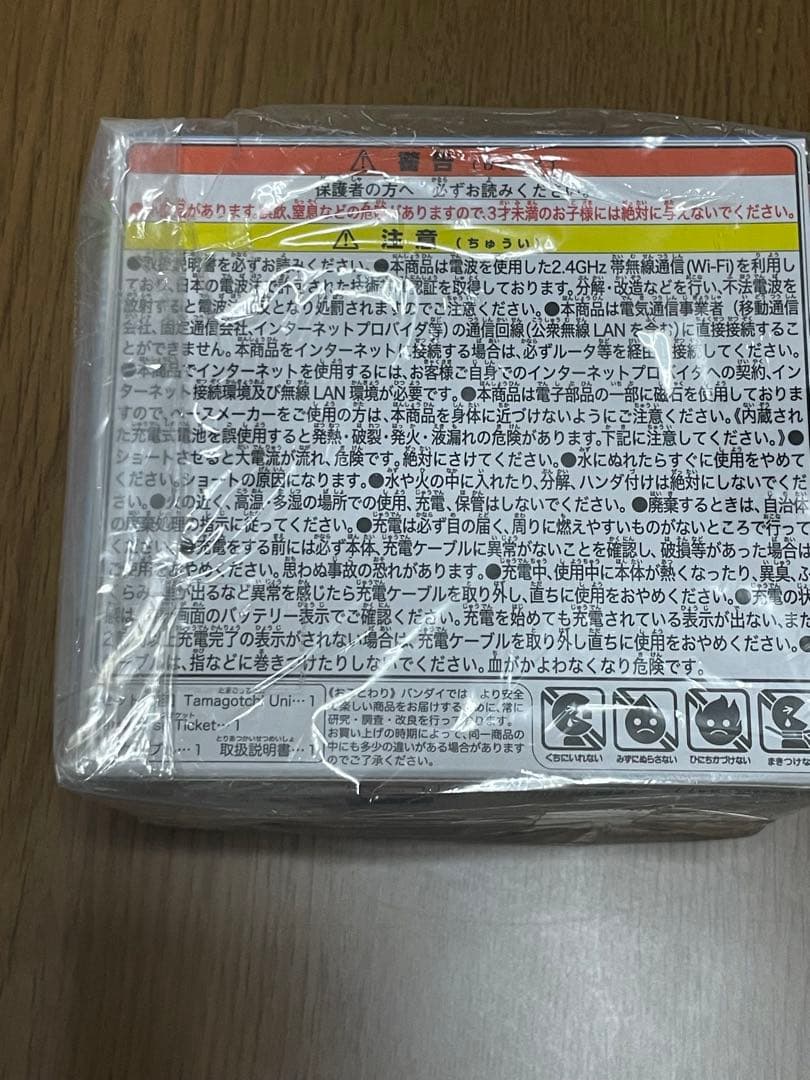 警告
保護者の方へ 必ずお読みください。
があります。誤飲、窒息などの危険がありますので、3才未満のお子様には絶対に与えないでください。
注意 (ちゅうい)
●取扱説明書を必ずお読みください。●本商品は電波を使用した2.4GHz 帯無線通信(Wi-Fi)を利用し
ており、日本の電波法で許可された技術 認証を取得しております。分解・改造などを行い、不法電波を
放射すると電波法 となり処罰されますのでご注意ください。●本商品は電気通信事業者 (移動通信
会社、固定通信会社、インターネットプロバイダ等)の通信回線(公衆無線 LANを含む)に直接接続するこ
とができません。本商品をインターネットに接続する場合は、必ずルータ等を経由し接続してください。
●本商品でインターネットを使用するには、お客様ご自身でのインターネットプロバイダへの契約、イン
ターネット接続環境及び無線 LAN 環境が必要です。●本商品は電子部品の一部に磁石を使用しておりま
すので、ペースメーカーをご使用の方は、本商品を身体に近づけないようにご注意ください。《内蔵され
た充電式電池を誤使用すると発熱・破裂・発火・液漏れの危険があります。下記に注意してください。》●
ショートさせると大電流が流れ、危険です。絶対にさけてください。●水にぬれたらすぐに使用をやめて
ください。ショートの原因になります。●水や火の中に入れたり、分解、ハンダ付けは絶対にしないでくだ
さい。●火の近く、高温・多湿の場所での使用、充電、保管はしないでください。●廃棄するときは、自治体
の廃棄処理の指示に従ってください。●充電は必ず目の届く、周りに燃えやすいものがないところで行って
ください。●充電をする前には必ず本体、充電ケーブルに異常がないことを確認し、破損等があった場合は
ご使用をおやめください。思わぬ事故の恐れがあります。●充電中、使用中に本体が熱くなったり、異臭、ふ
くらみ、 が出るなど異常を感じたら充電ケーブルを取り外し、直ちに使用をおやめください。●充電の状
態は、 画面のバッテリー表示でご確認ください。充電を始めても充電されている表示が出ない、また
2 以上充電完了の表示がされない場合は、充電ケーブルを取り外し直ちに使用をおやめください。●
ケーブルは、指などに巻きつけたりしないでください。血がかよわなくなり危険です。
セット内容 Tamagotchi Uni…1
Ticket…1
…1 取扱説明書…1
《おことわり》バンダイでは、より安全
で楽しい商品をお届けするために、常に
研究・調査・改良を行っております。
お買い上げの時期によって、同一商品の
中にも多少の違いがある場合があります
のでご了承ください。
くちにいれない
みずにぬらさない
ひにちかづけない
まきつけな